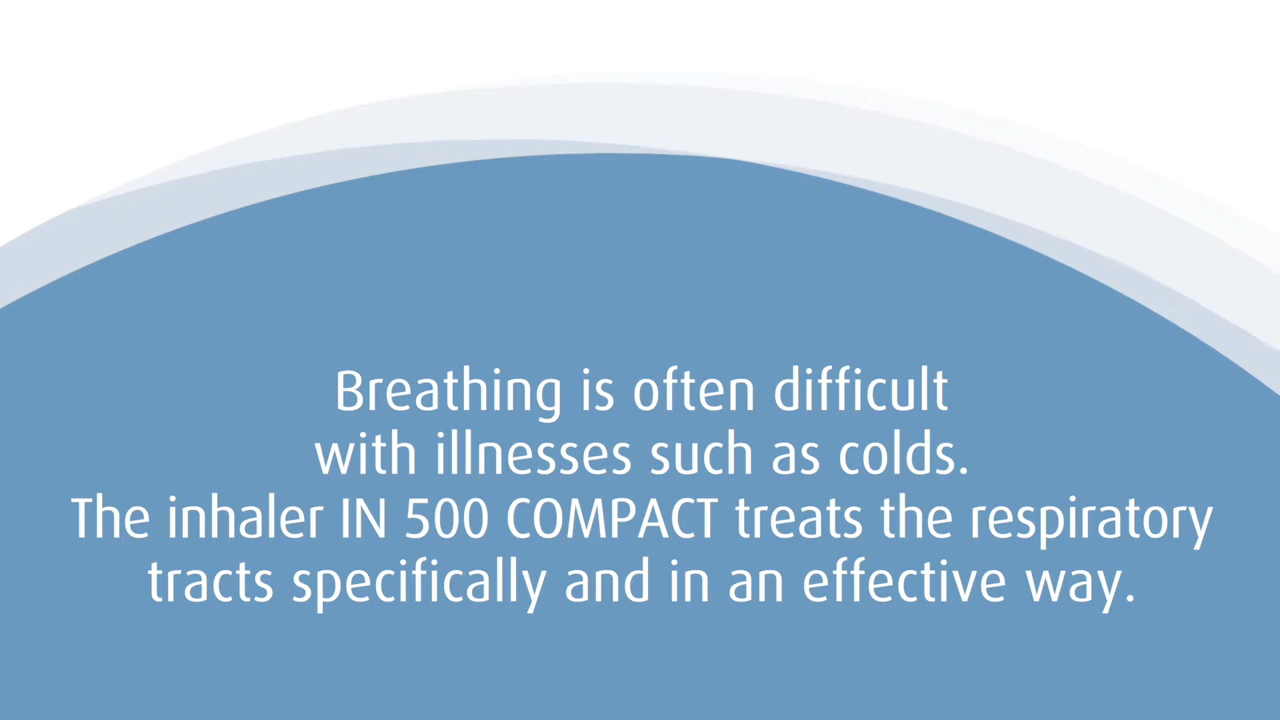 Breathing is often difficult
with illnesses such as colds.
The inhaler IN 500 COMPACT treats the respiratory
tracts specifically and in an effective way.